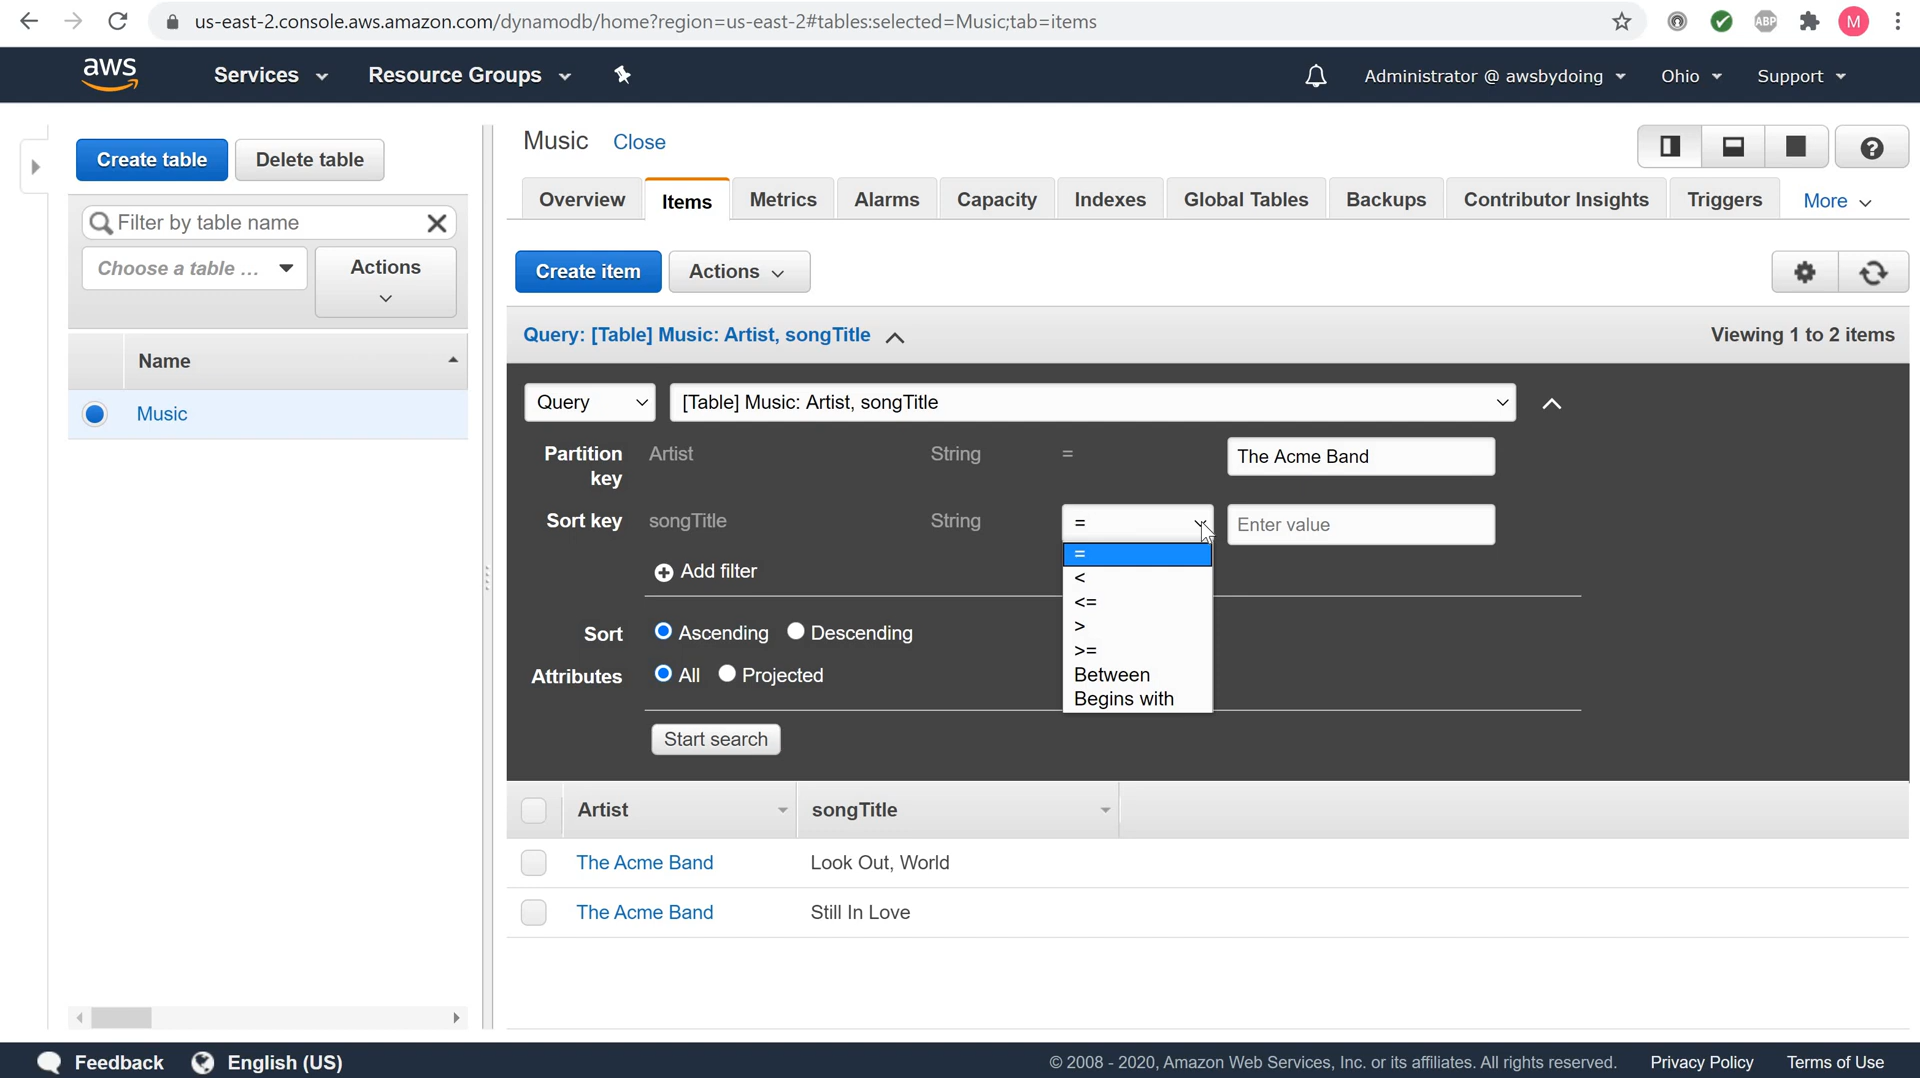 us-east-2.console.aws.amazon.com/dynamodb/home?region=us-east-2#tables:selected=Music;tab=items
ABP
M
aws
Services
Resource Groups
Administrator @ awsbydoing
Ohio
Support
Create table
Delete table
Filter by table name
Choose a table ...
Actions
Name
Music
Music
Close
Overview
Items
Metrics
Alarms
Capacity
Indexes
Global Tables
Backups
Contributor Insights
Triggers
More
Create item
Actions
Query: [Table] Music: Artist, songTitle
Viewing 1 to 2 items
Query
[Table] Music: Artist, songTitle
Partition key
Artist
String
=
The Acme Band
Sort key
songTitle
String
=
Enter value
=
<
<=
>
>=
Between
Begins with
Add filter
Sort
Ascending
Descending
Attributes
All
Projected
Start search
Artist
songTitle
The Acme Band
Look Out, World
The Acme Band
Still In Love
Feedback
English (US)
© 2008 - 2020, Amazon Web Services, Inc. or its affiliates. All rights reserved.
Privacy Policy
Terms of Use